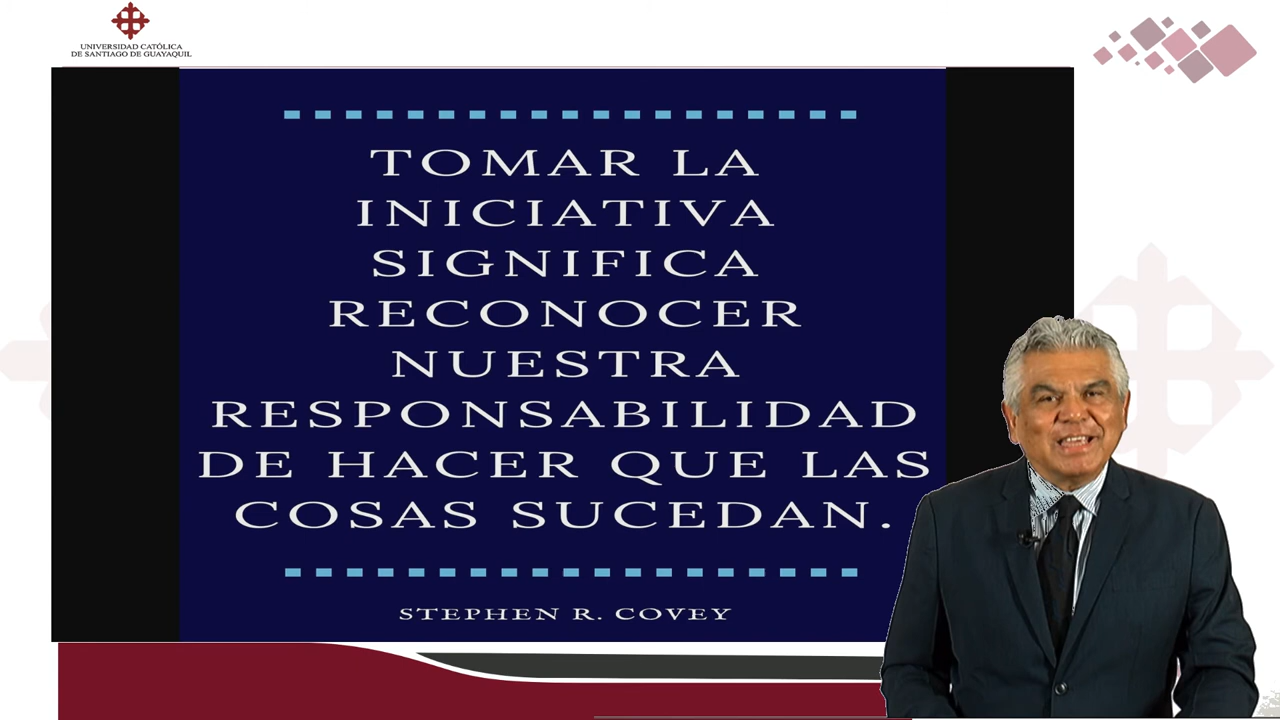 UNIVERSIDAD CATÓLICA
DE SANTIAGO DE GUAYAQUIL
TOMAR LA
INICIATIVA
SIGNIFICA
RECONOCER
NUESTRA
RESPONSABILIDAD
DE HACER QUE LAS
COSAS SUCEDAN.
STEPHEN R. COVEY